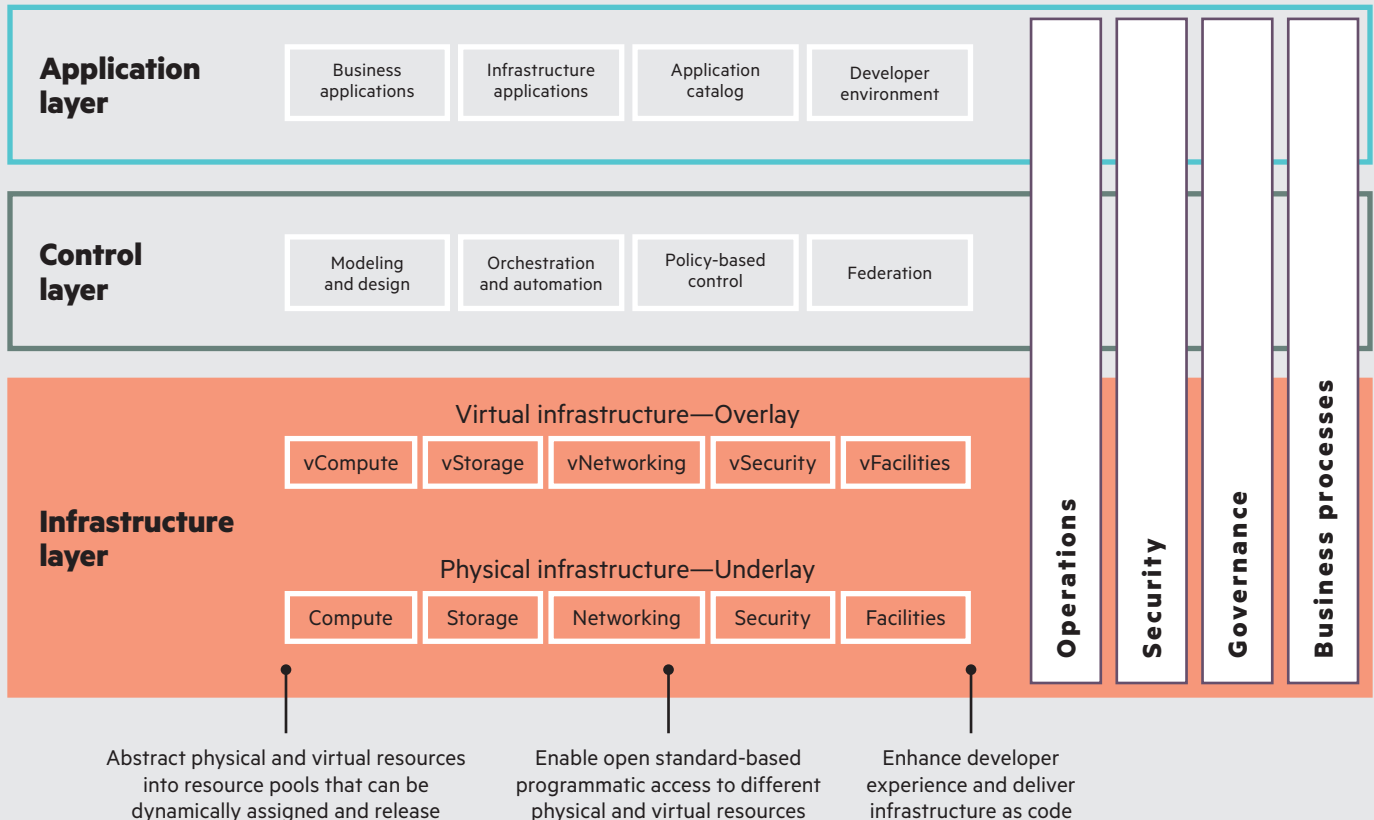 Application
layer
Business
applications
Infrastructure
applications
Application
catalog
Developer
environment
Control
layer
Modeling
and design
Orchestration
and automation
Policy-based
control
Federation
Infrastructure
layer
Virtual infrastructure—Overlay
vCompute
vStorage
vNetworking
vSecurity
vFacilities
Physical infrastructure—Underlay
Compute
Storage
Networking
Security
Facilities
Operations
Security
Governance
Business processes
Abstract physical and virtual resources
into resource pools that can be
dynamically assigned and release
Enable open standard-based
programmatic access to different
physical and virtual resources
Enhance developer
experience and deliver
infrastructure as code